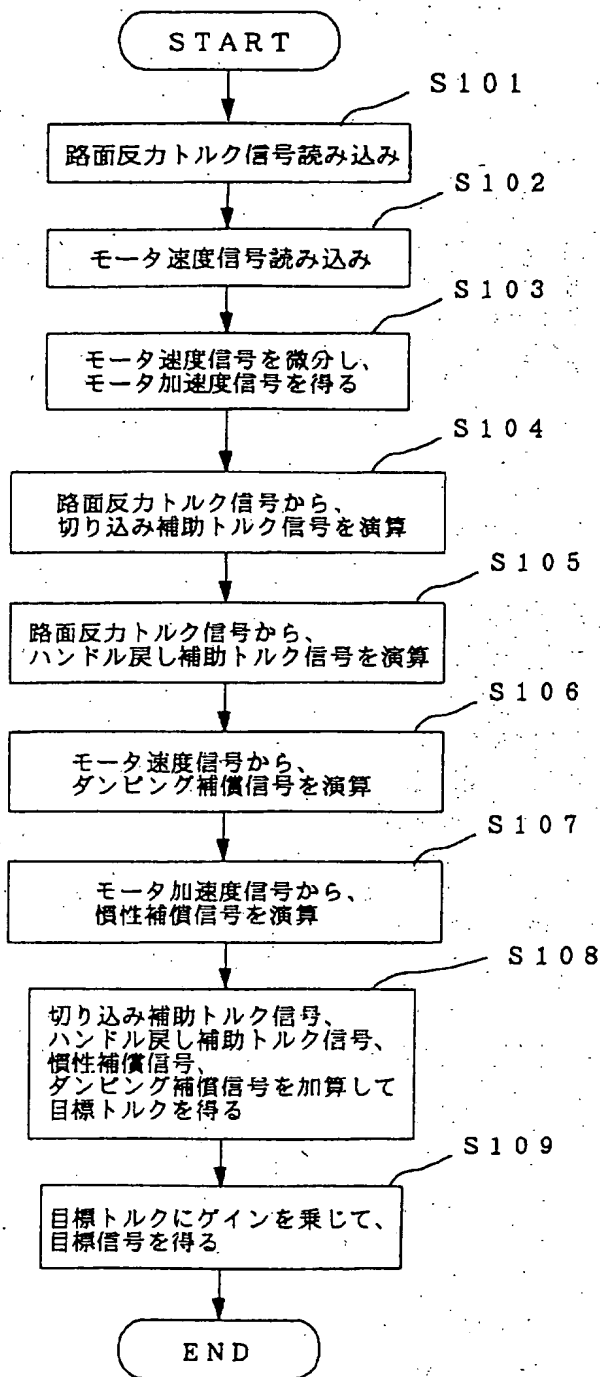 START
S101
路面反力トルク信号読み込み
S102
モータ速度信号読み込み
S103
モータ速度信号を微分し、
モータ加速度信号を得る
S104
路面反力トルク信号から、
切り込み補助トルク信号を演算
S105
路面反力トルク信号から、
ハンドル戻し補助トルク信号を演算
S106
モータ速度信号から、
ダンピング補償信号を演算
S107
モータ加速度信号から、
慣性補償信号を演算
S108
切り込み補助トルク信号、
ハンドル戻し補助トルク信号、
慣性補償信号、
ダンピング補償信号を加算して
目標トルクを得る
S109
目標トルクにゲインを乗じて、
目標信号を得る
END